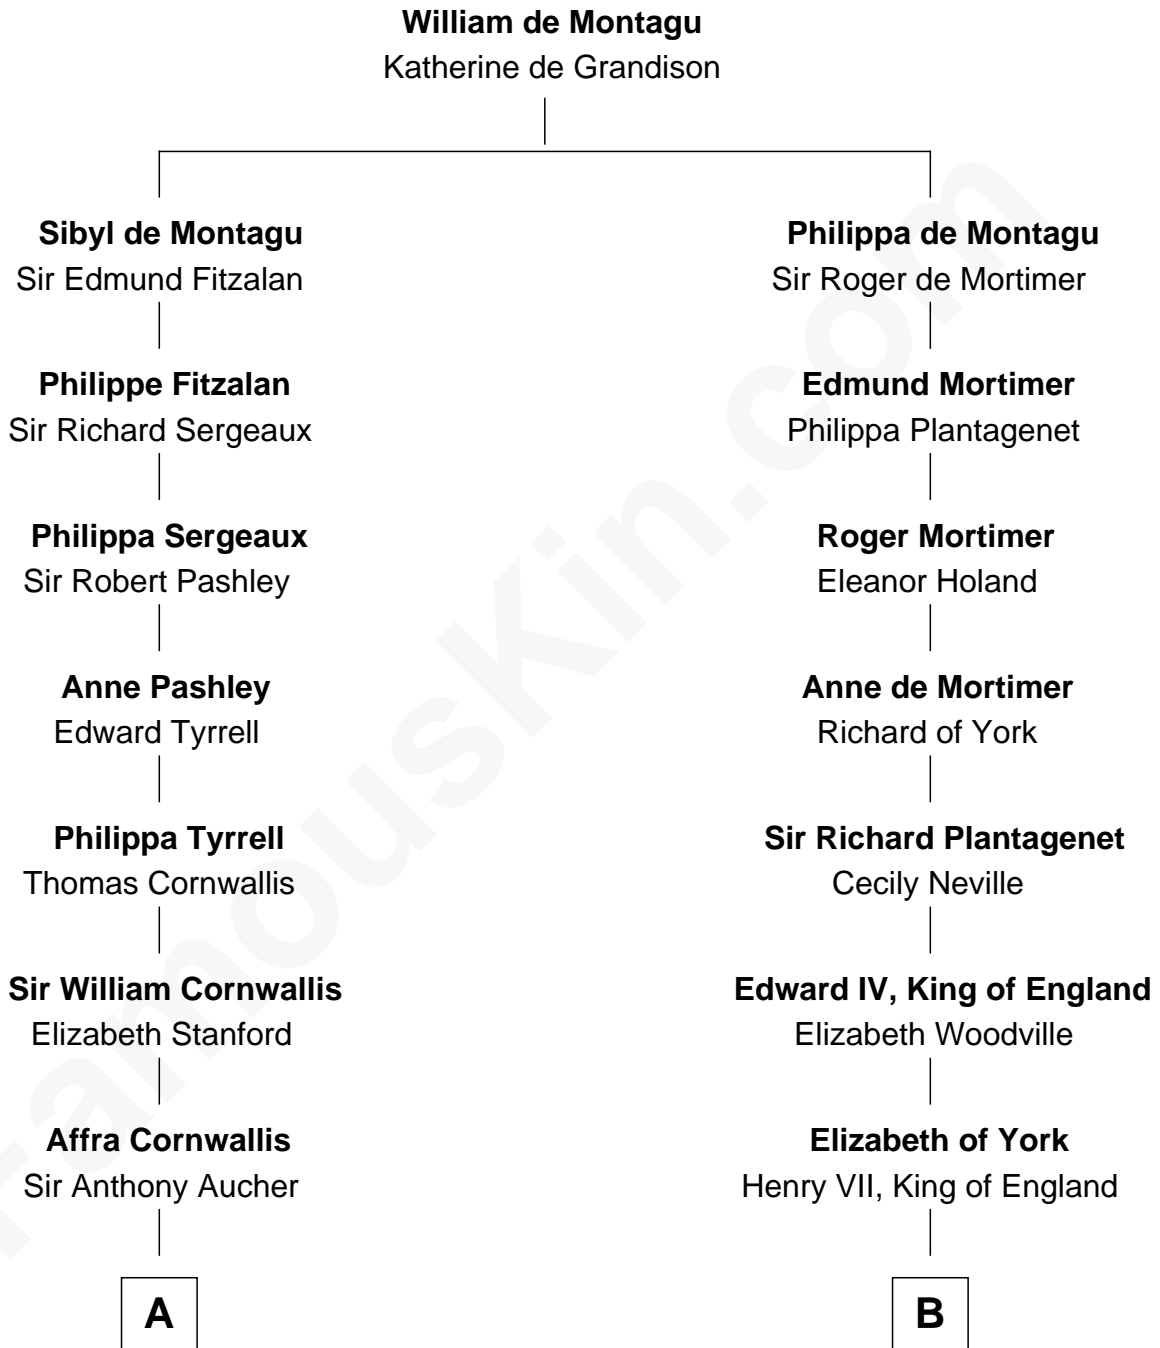 William de Montagu
Katherine de Grandison
Sibyl de Montagu
Sir Edmund Fitzalan
Philippa de Montagu
Sir Roger de Mortimer
Philippe Fitzalan
Sir Richard Sergeaux
Edmund Mortimer
Philippa Plantagenet
Philippa Sergeaux
Sir Robert Pashley
Roger Mortimer
Eleanor Holand
Anne Pashley
Edward Tyrrell
Anne de Mortimer
Richard of York
Philippa Tyrrell
Thomas Cornwallis
Sir Richard Plantagenet
Cecily Neville
Sir William Cornwallis
Elizabeth Stanford
Edward IV, King of England
Elizabeth Woodville
Affra Cornwallis
Sir Anthony Aucher
Elizabeth of York
Henry VII, King of England
A
B
FamousKin.com